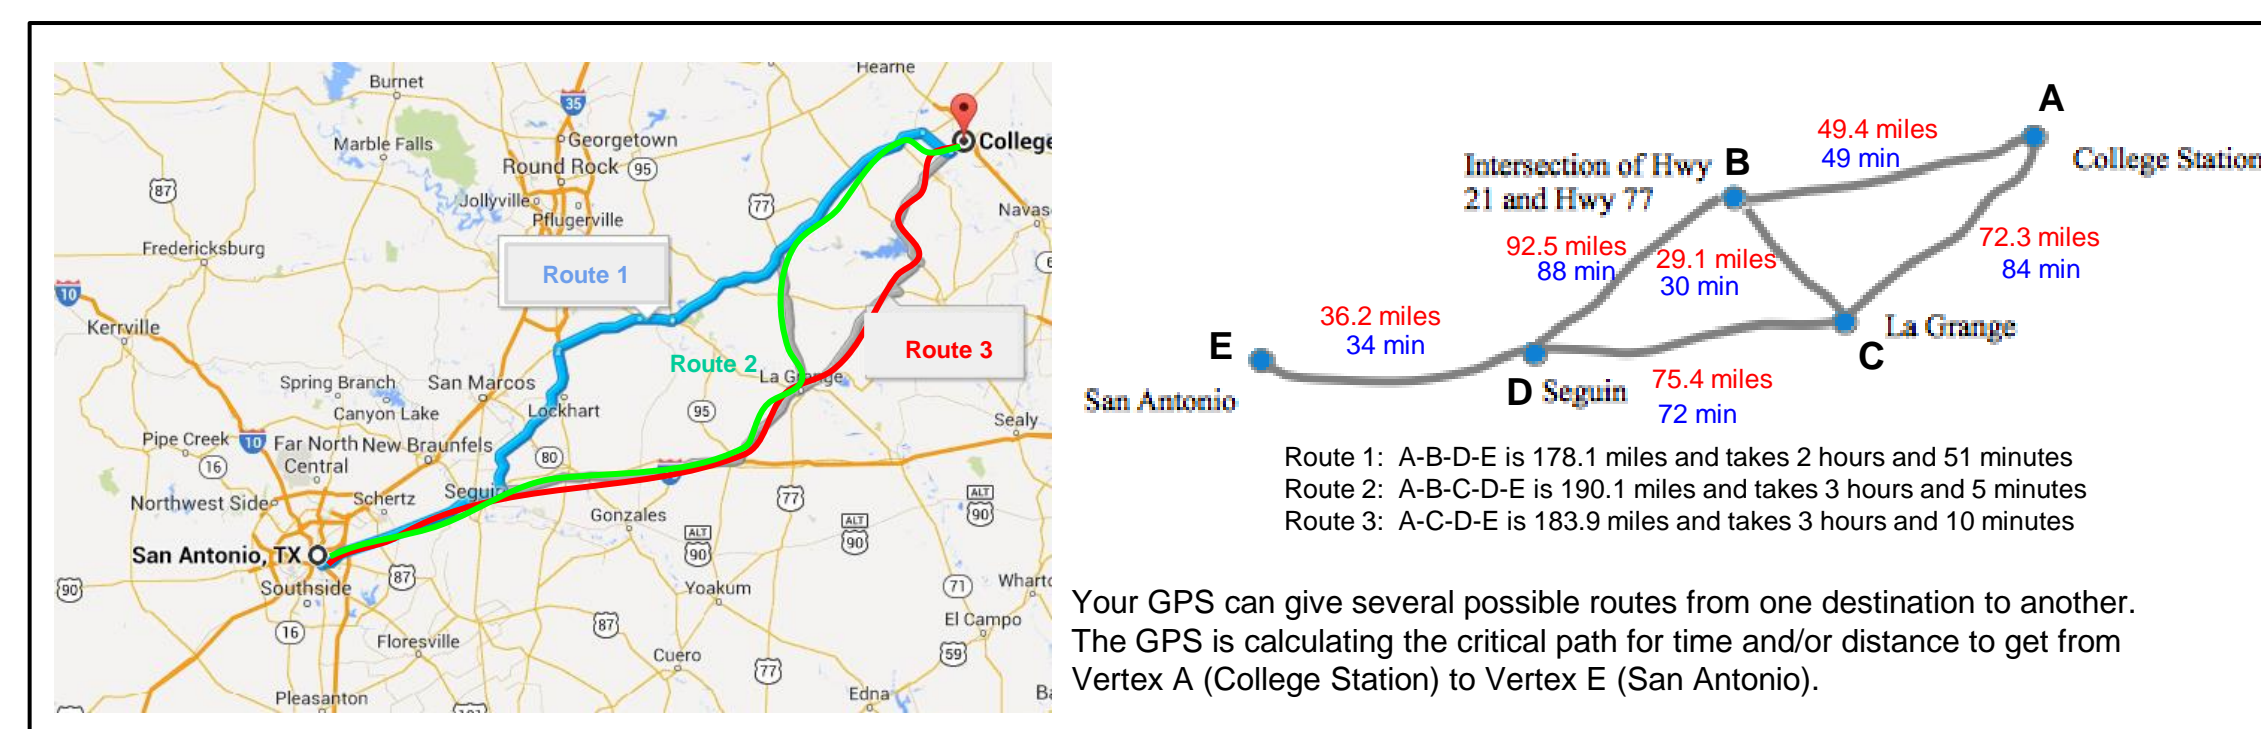 Burnet
Hearne
35
Georgetown
Marble Falls
College
Round Rock
95
87
Jollyville
77
Navas
Pflugerville
Fredericksburg
6
Route 1
10
Kerrville
Route 3
Route 2
La Grange
Spring Branch
San Marcos
Canyon Lake
Lockhart
95
Sealy
Pipe Creek
10
Far North
Central
New Braunfels
16
80
Northwest Side
Schertz
Seguin
77
ALT
90
Gonzales
ALT
90
ALT
90
San Antonio, TX
90
Southside
87
Yoakum
71
Wharto
16
87
El Campo
Floresville
Cuero
77
59
Pleasanton
Edna
Ba
A
49.4 miles
49 min
College Station
Intersection of Hwy
21 and Hwy 77
B
92.5 miles
88 min
29.1 miles
30 min
72.3 miles
84 min
36.2 miles
34 min
E
San Antonio
La Grange
C
D Seguin
75.4 miles
72 min
Route 1: A-B-D-E is 178.1 miles and takes 2 hours and 51 minutes
Route 2: A-B-C-D-E is 190.1 miles and takes 3 hours and 5 minutes
Route 3: A-C-D-E is 183.9 miles and takes 3 hours and 10 minutes
Your GPS can give several possible routes from one destination to another.
The GPS is calculating the critical path for time and/or distance to get from
Vertex A (College Station) to Vertex E (San Antonio).